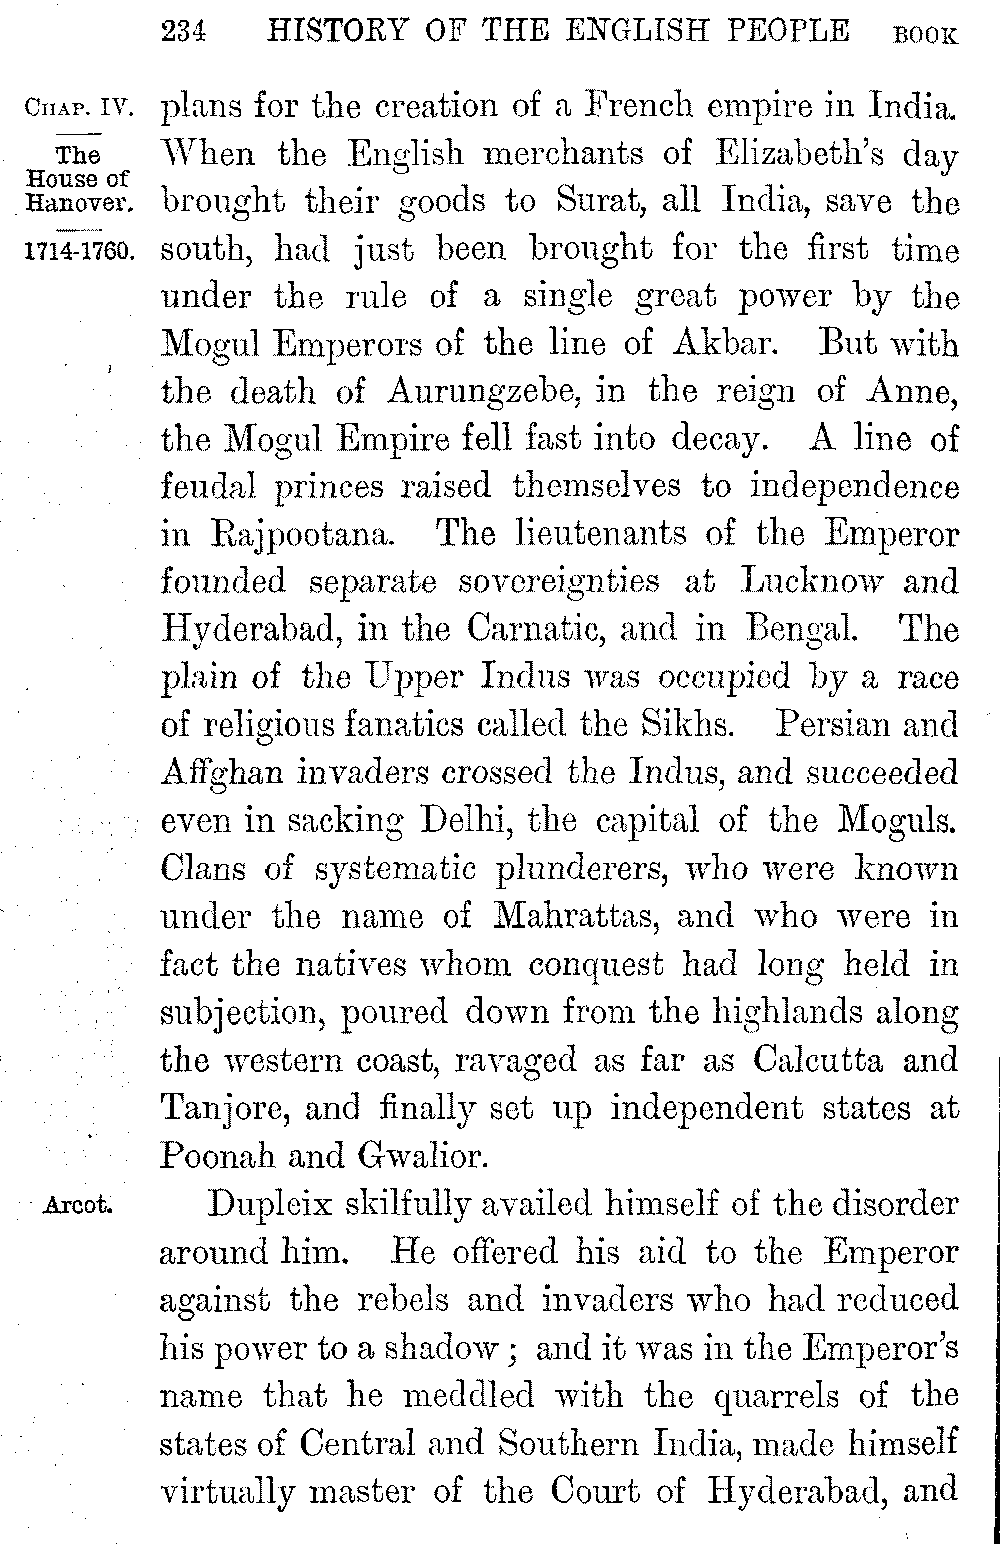 234 HISTORY OF THE ENGLISH PEOPLE BOOK
CHAP. IV.
The
House of
Hanover.
1714-1760.
plans for the creation of a French empire in India.
When the English merchants of Elizabeth's day
brought their goods to Surat, all India, save the
south, had just been brought for the first time
under the rule of a single great power by the
Mogul Emperors of the line of Akbar. But with
the death of Aurungzebe, in the reign of Anne,
the Mogul Empire fell fast into decay. A line of
feudal princes raised themselves to independence
in Rajpootana. The lieutenants of the Emperor
founded separate sovereignties at Lucknow and
Hyderabad, in the Carnatic, and in Bengal. The
plain of the Upper Indus was occupied by a race
of religious fanatics called the Sikhs. Persian and
Affghan invaders crossed the Indus, and succeeded
even in sacking Delhi, the capital of the Moguls.
Clans of systematic plunderers, who were known
under the name of Mahrattas, and who were in
fact the natives whom conquest had long held in
subjection, poured down from the highlands along
the western coast, ravaged as far as Calcutta and
Tanjore, and finally set up independent states at
Poonah and Gwalior.
Arcot.
Dupleix skilfully availed himself of the disorder
around him. He offered his aid to the Emperor
against the rebels and invaders who had reduced
his power to a shadow; and it was in the Emperor's
name that he meddled with the quarrels of the
states of Central and Southern India, made himself
virtually master of the Court of Hyderabad, and